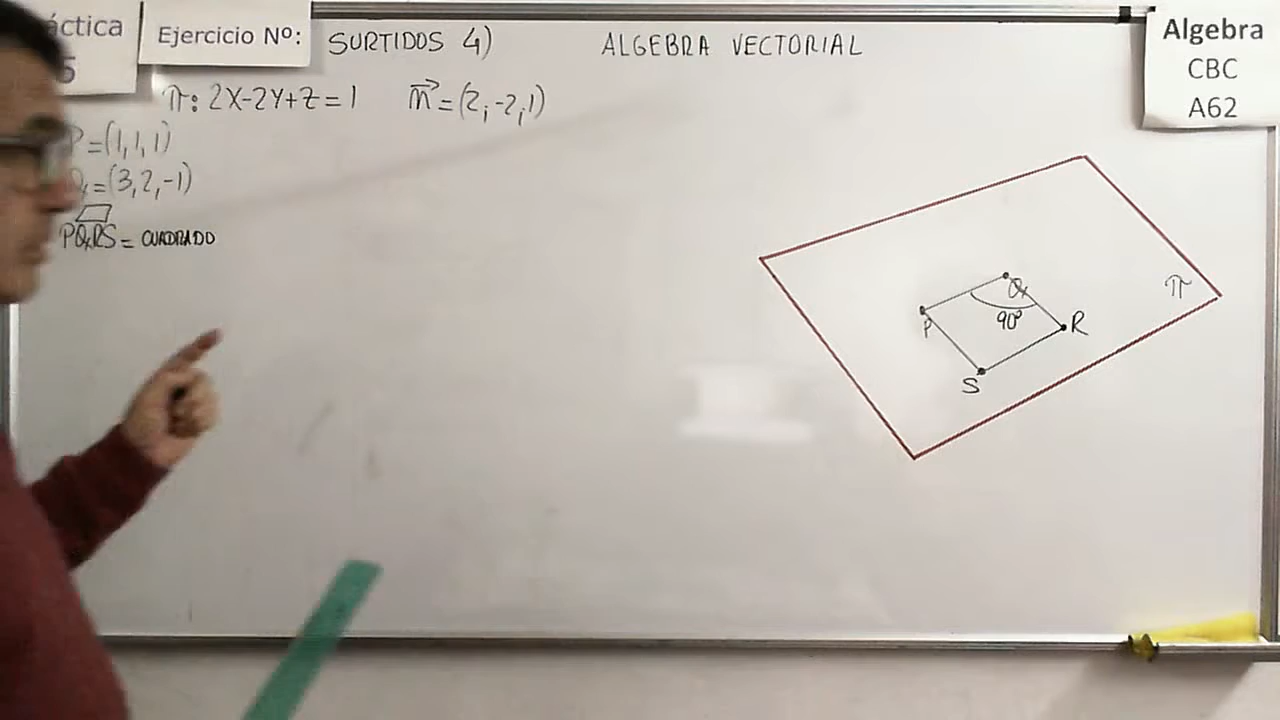 áctica
5
Ejercicio Nº:
SURTIDOS 4)
ALGEBRA VECTORIAL
Algebra
CBC
A62
π: 2X-2Y+Z=1
n=(2,-2,1)
P=(1,1,1)
Q=(3,2,-1)
PQRS = CUADRADO
π
Q
P
90º
R
S